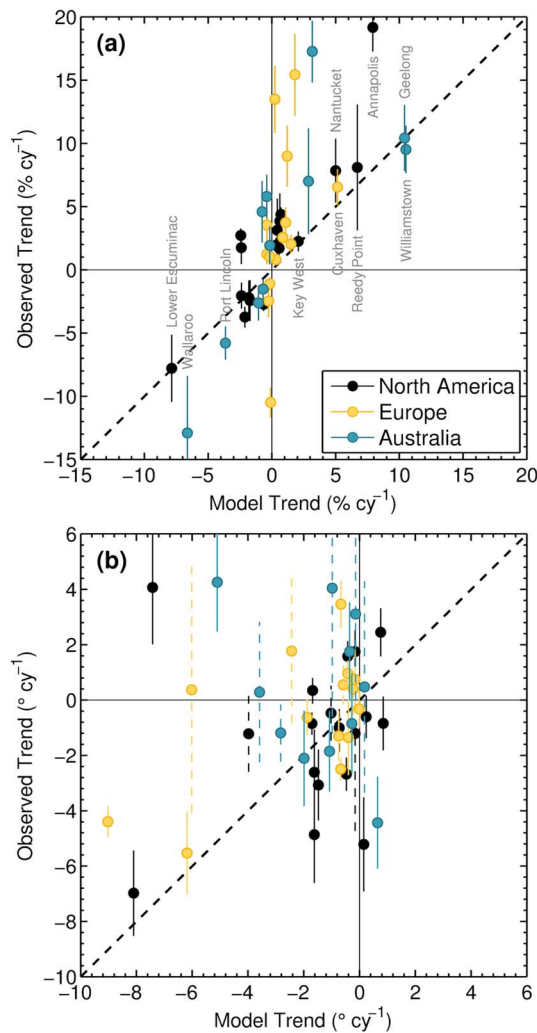 20
(a)
15
10
5
0
−5
−10
−15
Observed Trend (% cy⁻¹)
Lower Escuminac
Wallaroo
Port Lincoln
Key West
Nantucket
Cuxhaven
Reedy Point
Annapolis
Geelong
Williamstown
North America
Europe
Australia
−15 −10 −5 0 5 10 15 20
Model Trend (% cy⁻¹)
6
(b)
4
2
0
−2
−4
−6
−8
−10
Observed Trend (° cy⁻¹)
−10 −8 −6 −4 −2 0 2 4 6
Model Trend (° cy⁻¹)